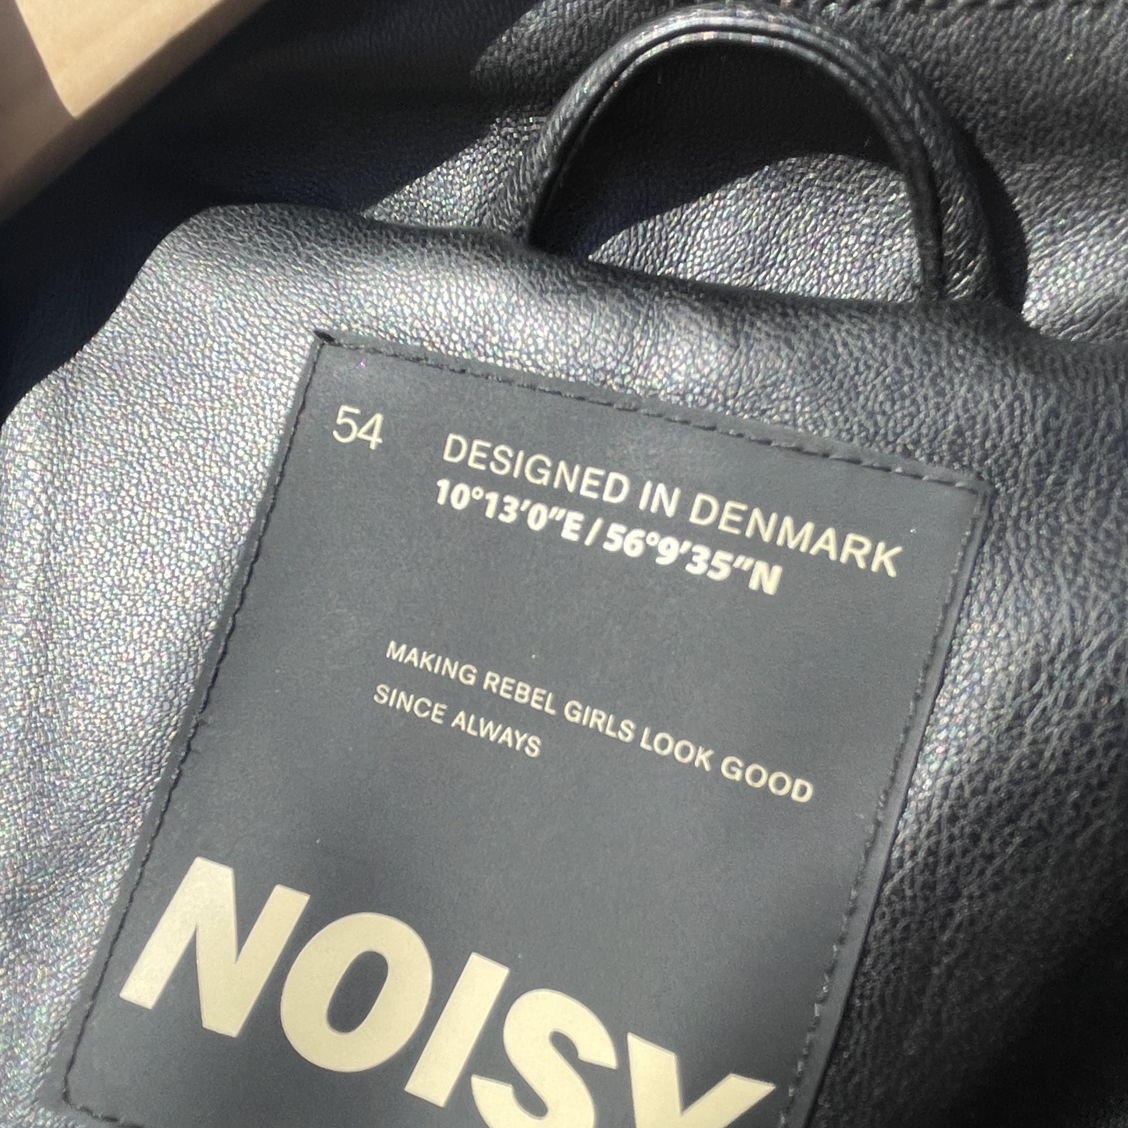 54
DESIGNED IN DENMARK
10°13'0"E / 56°9'35"N
MAKING REBEL GIRLS LOOK GOOD
SINCE ALWAYS
NOISY